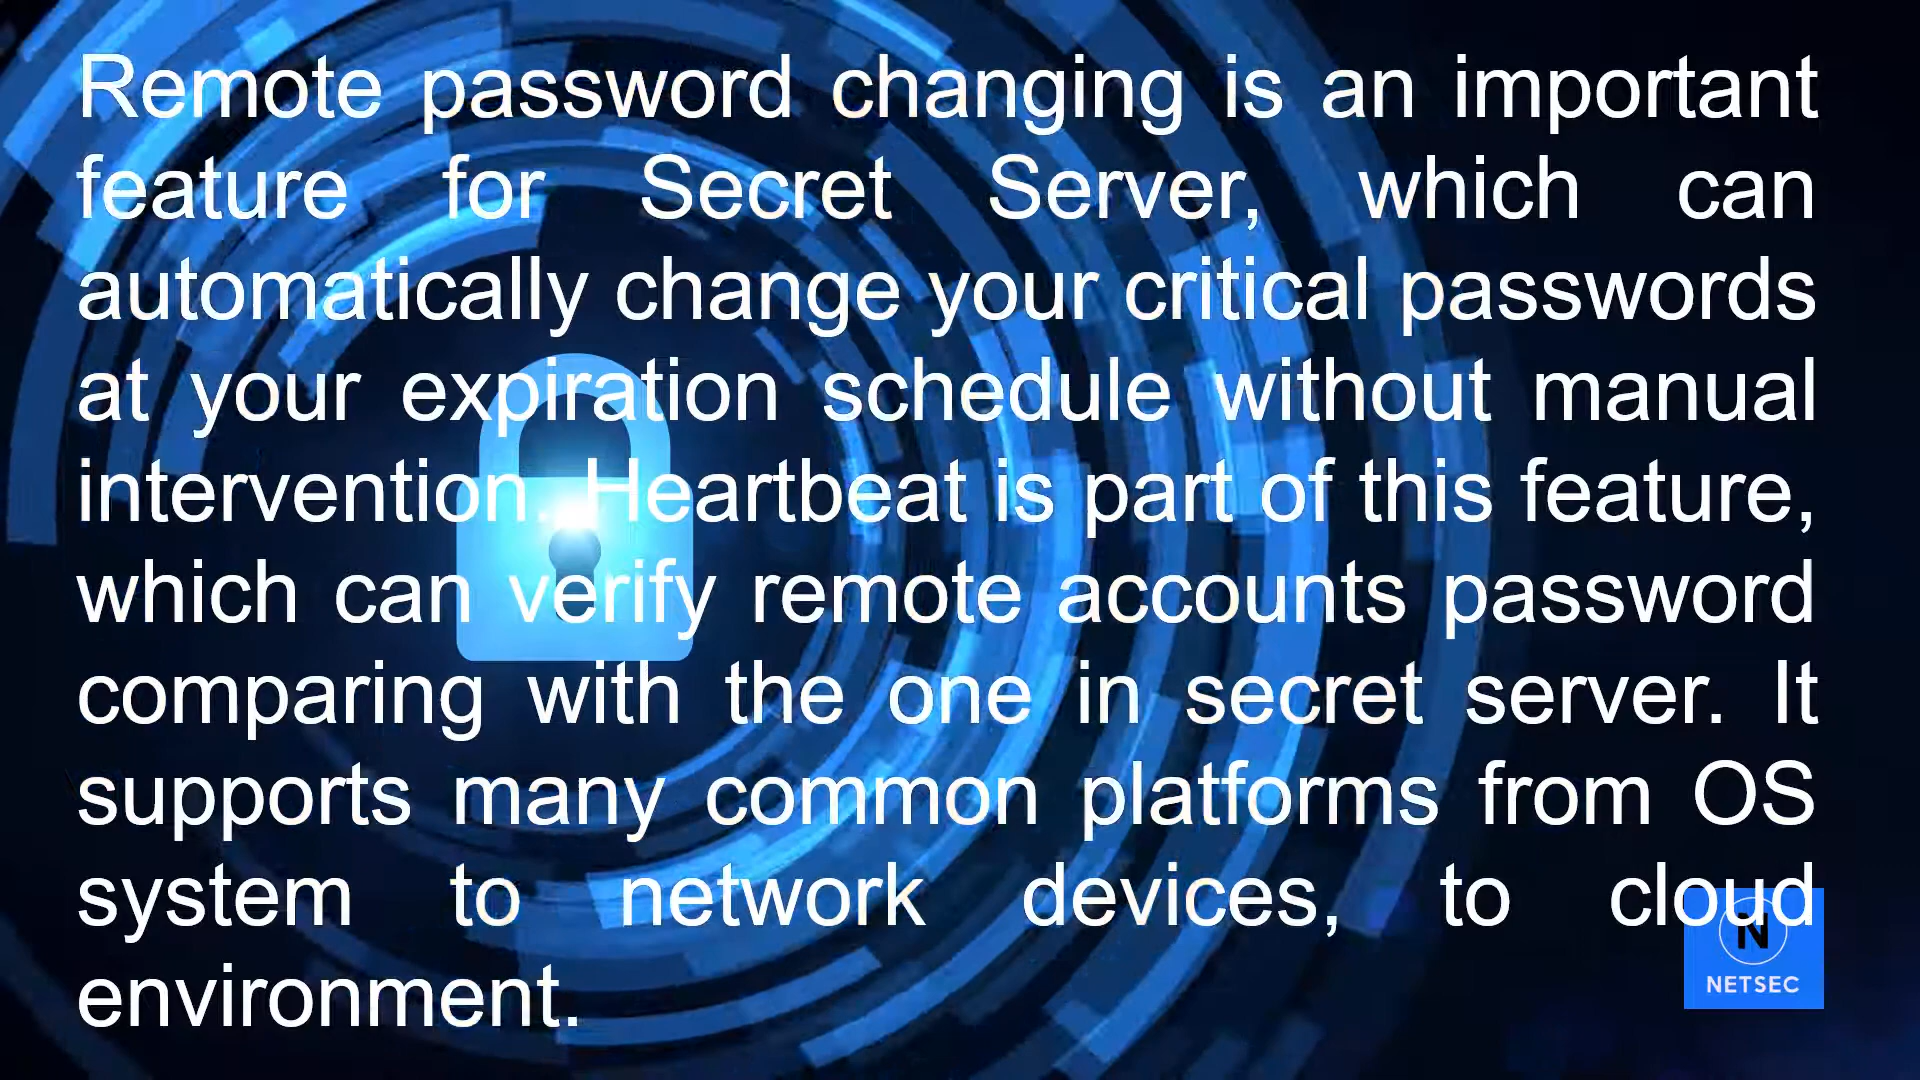 Remote password changing is an important
feature for Secret Server, which can
automatically change your critical passwords
at your expiration schedule without manual
intervention. Heartbeat is part of this feature,
which can verify remote accounts password
comparing with the one in secret server. It
supports many common platforms from OS
system to network devices, to cloud
environment.
N
NETSEC